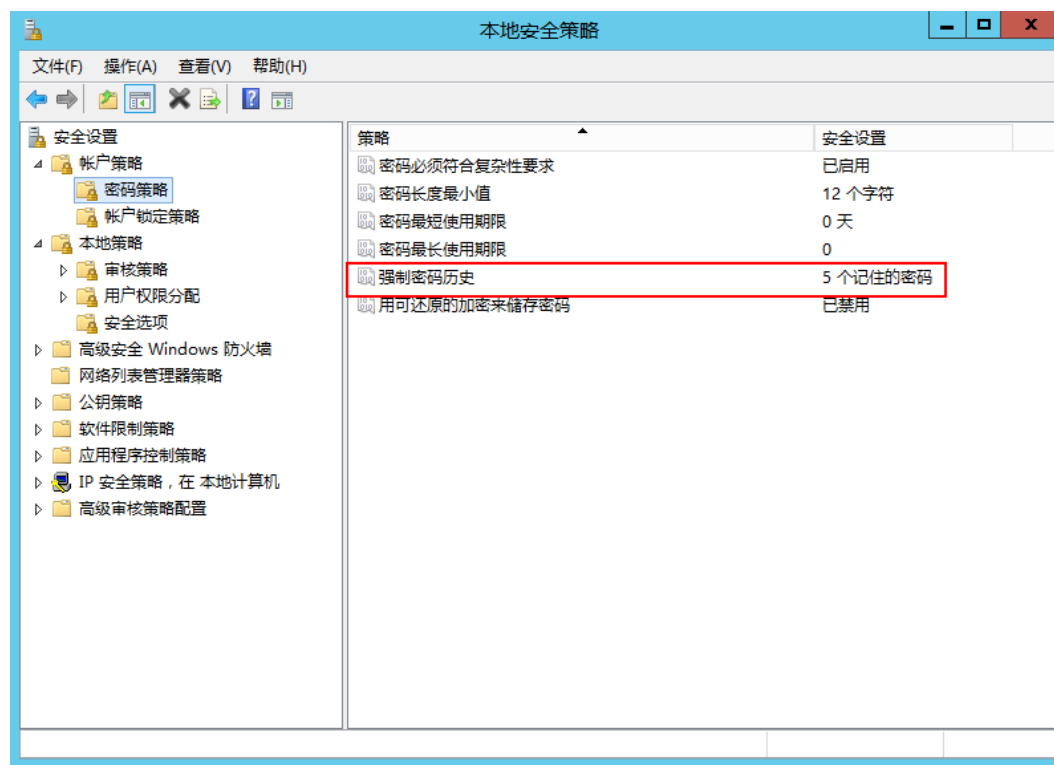 本地安全策略
文件(F) 操作(A) 查看(V) 帮助(H)
安全设置
帐户策略
密码策略
帐户锁定策略
本地策略
审核策略
用户权限分配
安全选项
高级安全 Windows 防火墙
网络列表管理器策略
公钥策略
软件限制策略
应用程序控制策略
IP 安全策略，在 本地计算机
高级审核策略配置
策略 安全设置
密码必须符合复杂性要求 已启用
密码长度最小值 12 个字符
密码最短使用期限 0 天
密码最长使用期限 0
强制密码历史 5 个记住的密码
用可还原的加密来储存密码 已禁用